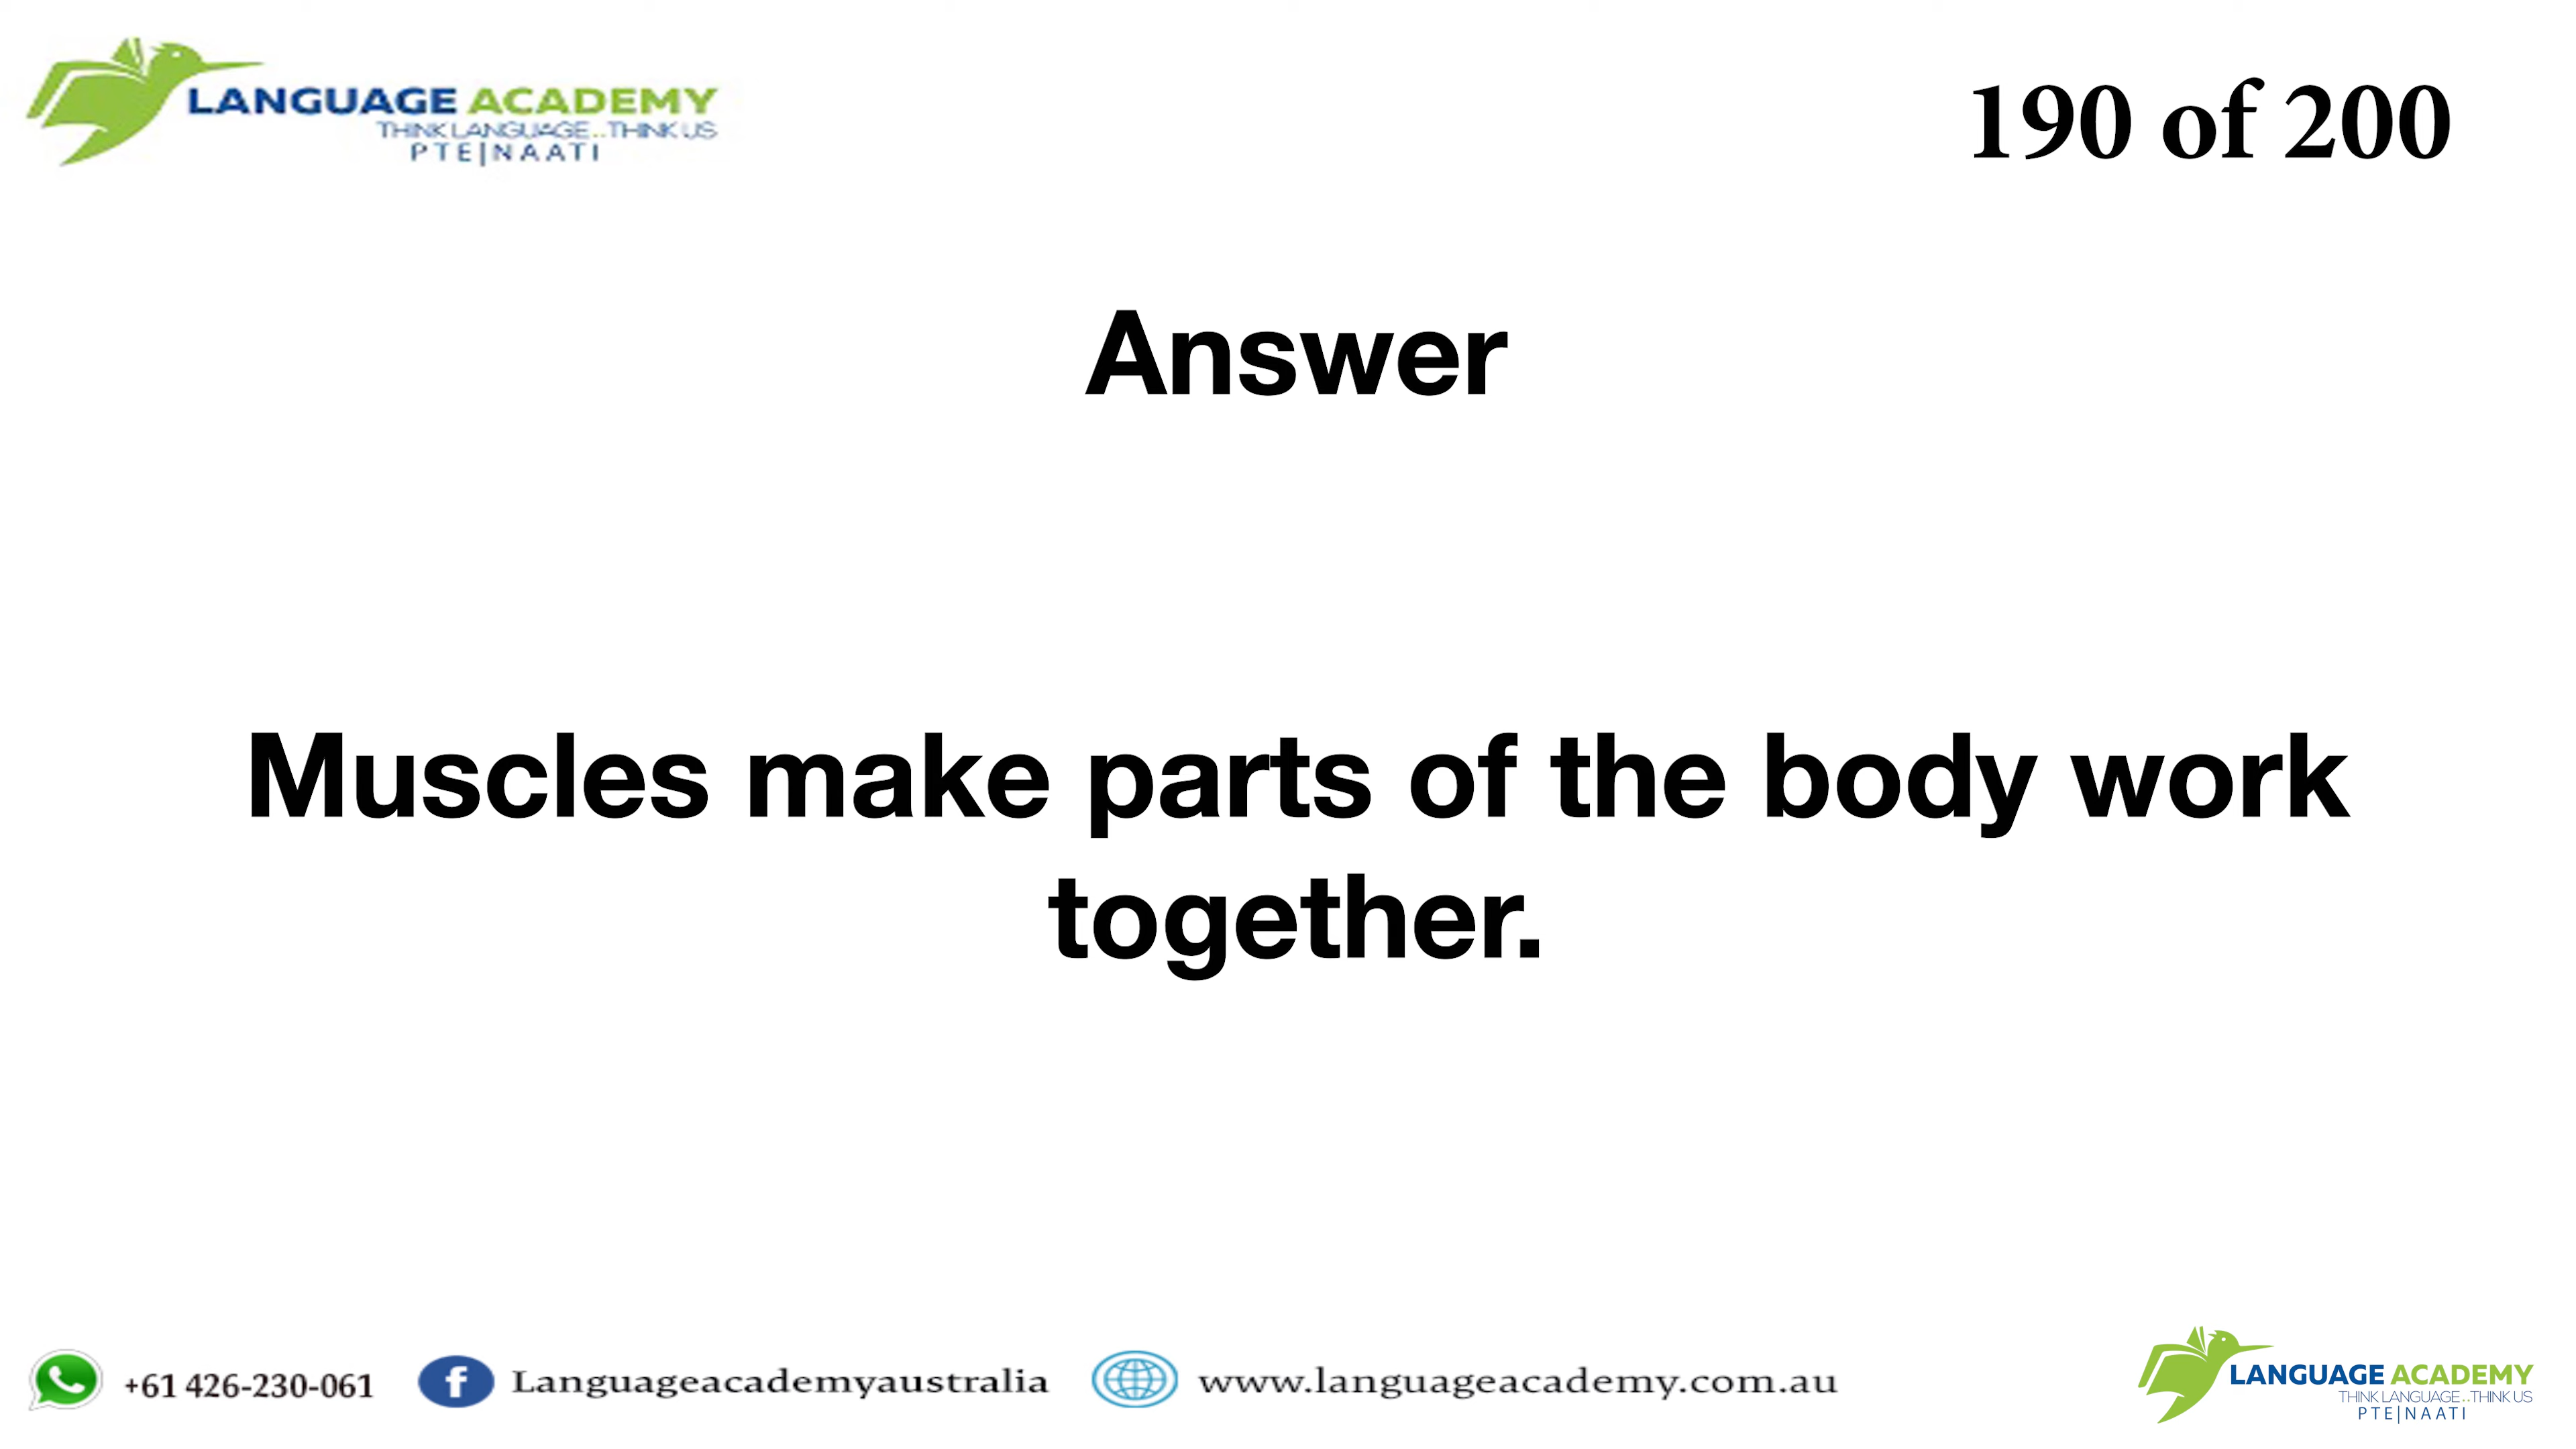 LANGUAGE ACADEMY
THINK LANGUAGE..THINK US
PTE|NAATI
190 of 200
Answer
Muscles make parts of the body work
together.
+61 426-230-061
Languageacademyaustralia
www.languageacademy.com.au
LANGUAGE ACADEMY
THINK LANGUAGE..THINK US
PTE|NAATI